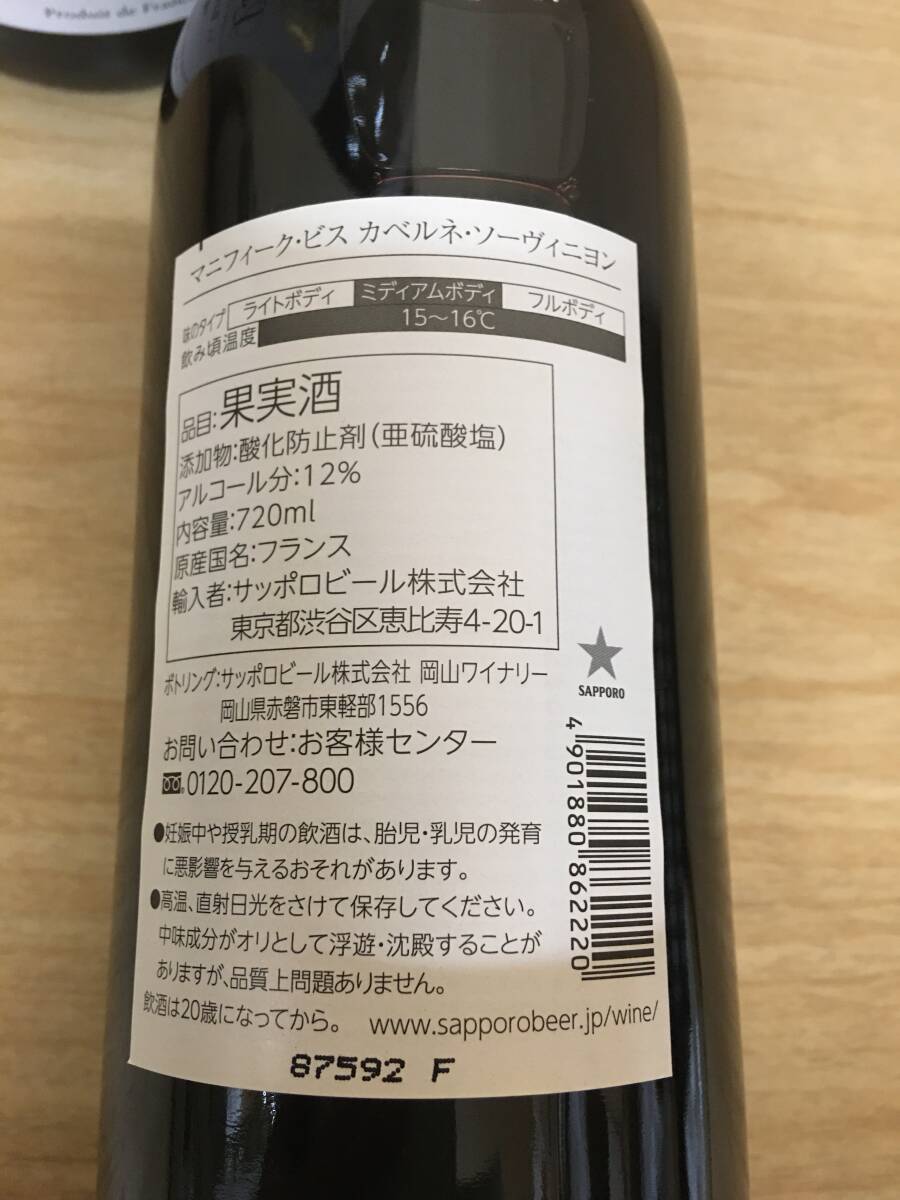 Produit de
マニフィーク・ビス カベルネ・ソーヴィニヨン
味のタイプ ライトボディ ミディアムボディ フルボディ
飲み頃温度 15～16℃
品目:果実酒
添加物:酸化防止剤(亜硫酸塩)
アルコール分:12%
内容量:720ml
原産国名:フランス
輸入者:サッポロビール株式会社
東京都渋谷区恵比寿4-20-1
ボトリング:サッポロビール株式会社 岡山ワイナリー
岡山県赤磐市東軽部1556
お問い合わせ:お客様センター
0120-207-800
SAPPORO
4 901880 862220
●妊娠中や授乳期の飲酒は、胎児・乳児の発育
に悪影響を与えるおそれがあります。
●高温、直射日光をさけて保存してください。
中味成分がオリとして浮遊・沈殿することが
ありますが、品質上問題ありません。
飲酒は20歳になってから。 www.sapporobeer.jp/wine/
87592 F